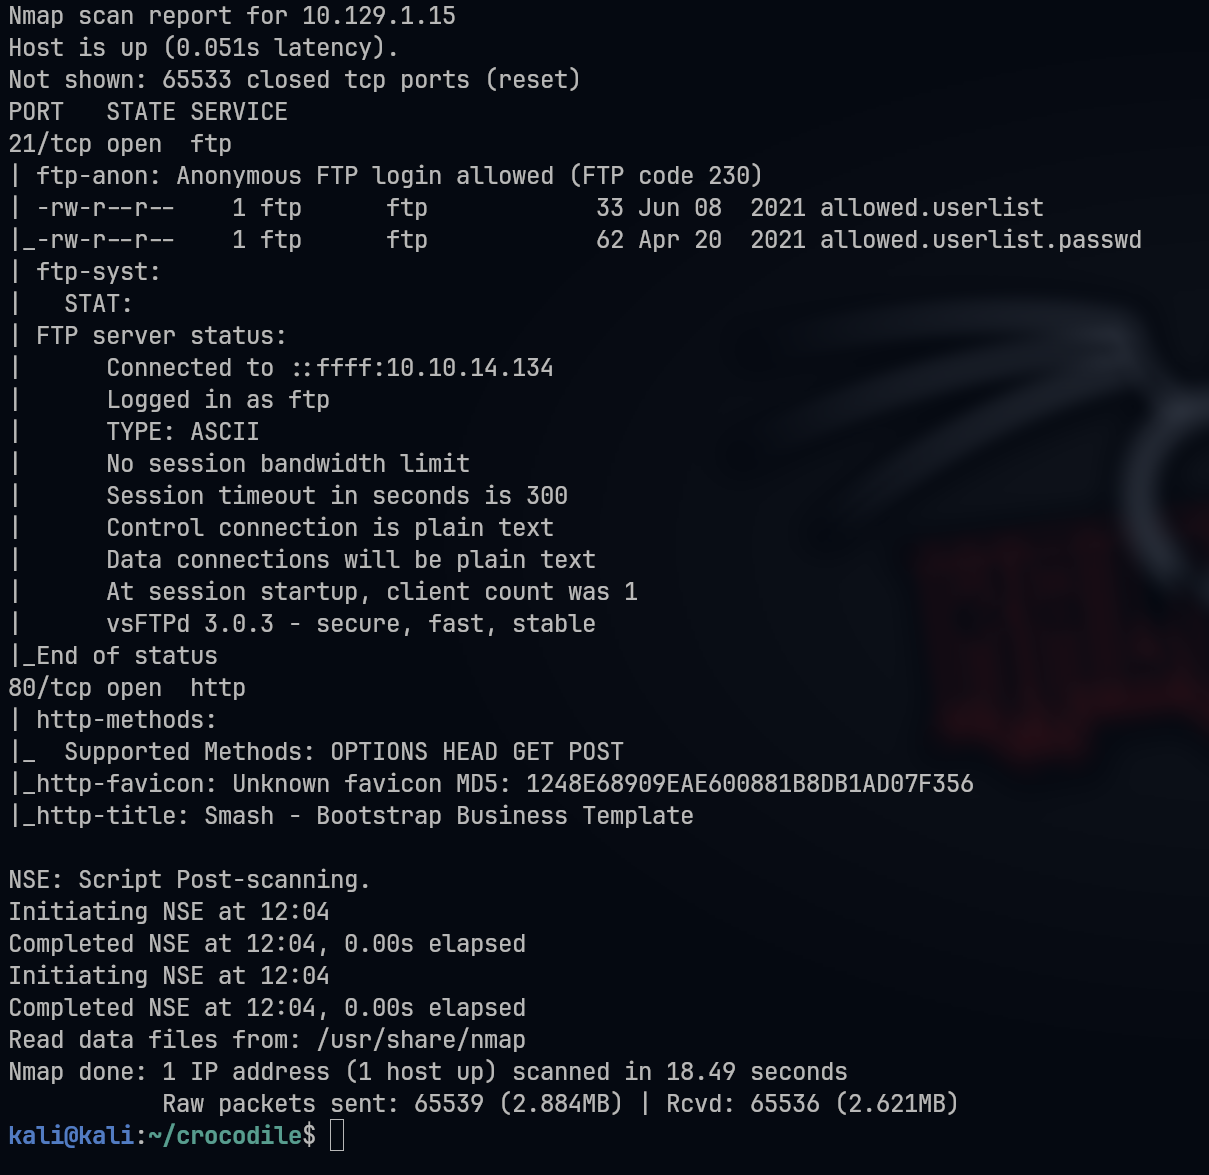 Nmap scan report for 10.129.1.15
Host is up (0.051s latency).
Not shown: 65533 closed tcp ports (reset)
PORT   STATE SERVICE
21/tcp open  ftp
| ftp-anon: Anonymous FTP login allowed (FTP code 230)
| -rw-r--r--    1 ftp      ftp            33 Jun 08  2021 allowed.userlist
|_-rw-r--r--    1 ftp      ftp            62 Apr 20  2021 allowed.userlist.passwd
| ftp-syst:
|   STAT:
| FTP server status:
|      Connected to ::ffff:10.10.14.134
|      Logged in as ftp
|      TYPE: ASCII
|      No session bandwidth limit
|      Session timeout in seconds is 300
|      Control connection is plain text
|      Data connections will be plain text
|      At session startup, client count was 1
|      vsFTPd 3.0.3 - secure, fast, stable
|_End of status
80/tcp open  http
| http-methods:
|_  Supported Methods: OPTIONS HEAD GET POST
|_http-favicon: Unknown favicon MD5: 1248E68909EAE600881B8DB1AD07F356
|_http-title: Smash - Bootstrap Business Template

NSE: Script Post-scanning.
Initiating NSE at 12:04
Completed NSE at 12:04, 0.00s elapsed
Initiating NSE at 12:04
Completed NSE at 12:04, 0.00s elapsed
Read data files from: /usr/share/nmap
Nmap done: 1 IP address (1 host up) scanned in 18.49 seconds
           Raw packets sent: 65539 (2.884MB) | Rcvd: 65536 (2.621MB)
kali@kali:~/crocodile$